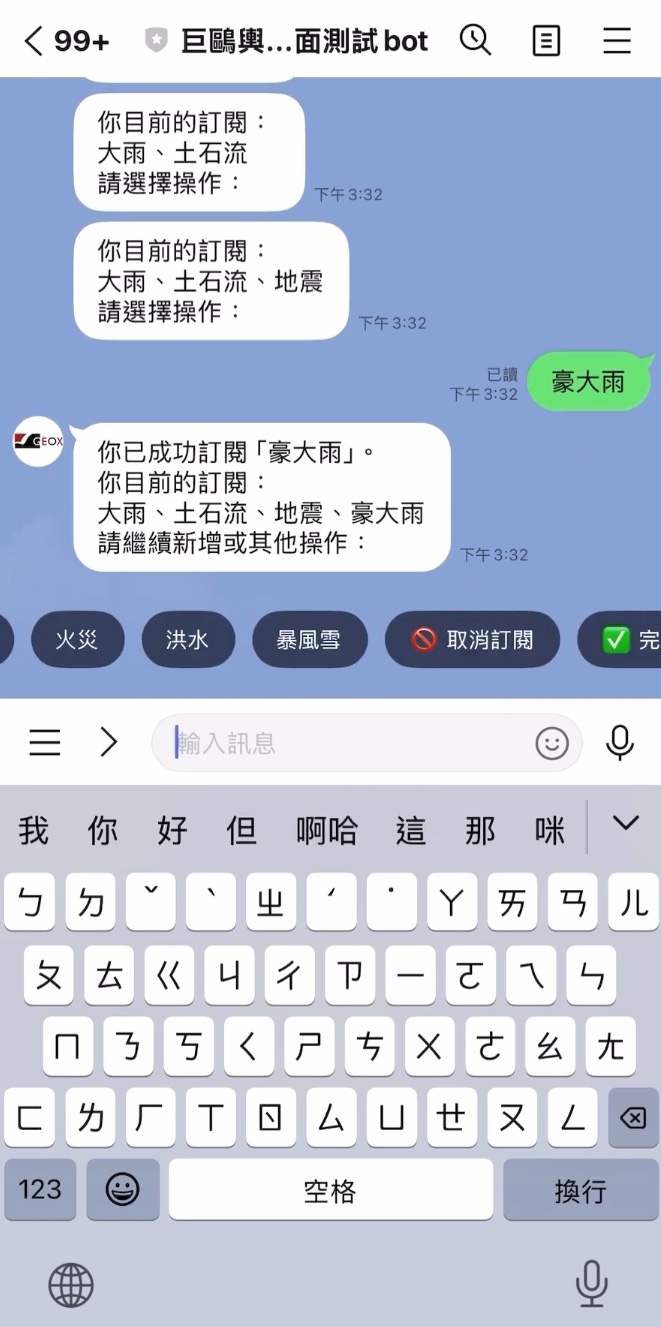 99+ 巨鷗輿...面測試bot
你目前的訂閱：
大雨、土石流
請選擇操作：
下午3:32
你目前的訂閱：
大雨、土石流、地震
請選擇操作：
下午3:32
已讀
下午3:32
豪大雨
GEOX
你已成功訂閱「豪大雨」。
你目前的訂閱：
大雨、土石流、地震、豪大雨
請繼續新增或其他操作：
下午3:32
火災 洪水 暴風雪 🚫 取消訂閱 ✅ 完
輸入訊息
我 你 好 但 啊哈 這 那 咪
ㄅ ㄉ ˇ ˋ ㄓ ˊ ˙ ㄚ ㄞ ㄢ ㄦ
ㄆ ㄊ ㄍ ㄐ ㄔ ㄗ ㄧ ㄛ ㄟ ㄣ
ㄇ ㄋ ㄎ ㄑ ㄕ ㄘ ㄨ ㄜ ㄠ ㄤ
ㄈ ㄌ ㄏ ㄒ ㄖ ㄙ ㄩ ㄝ ㄡ ㄥ
123 空格 換行